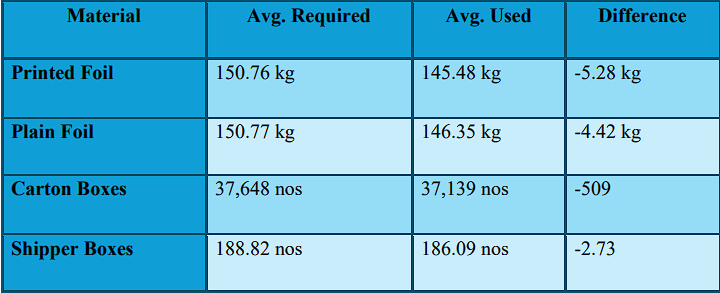 Material Avg. Required Avg. Used Difference
Printed Foil 150.76 kg 145.48 kg -5.28 kg
Plain Foil 150.77 kg 146.35 kg -4.42 kg
Carton Boxes 37,648 nos 37,139 nos -509
Shipper Boxes 188.82 nos 186.09 nos -2.73